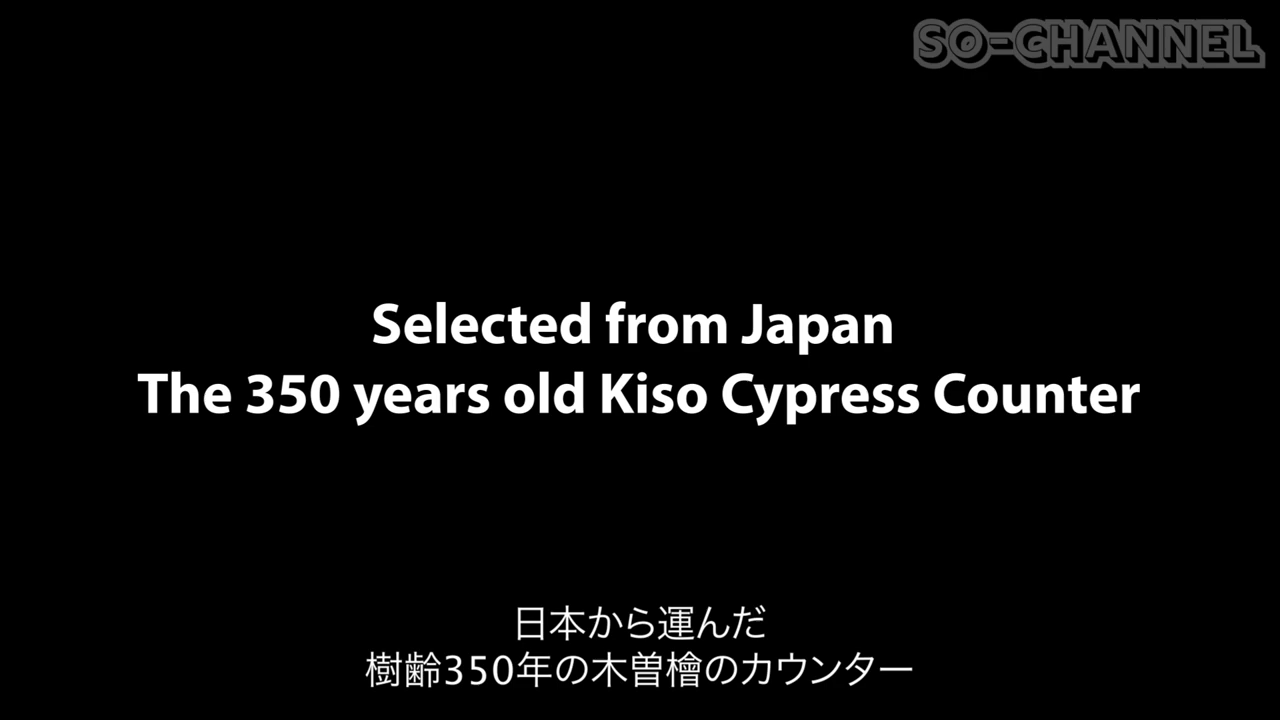 SO-CHANNEL
Selected from Japan
The 350 years old Kiso Cypress Counter
日本から運んだ
樹齢350年の木曽檜のカウンター